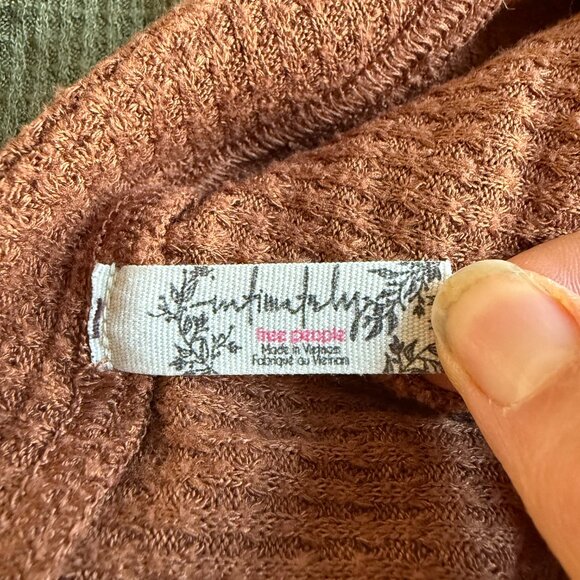 intimately
free people
Made in Vietnam
Fabriqué au Vietnam